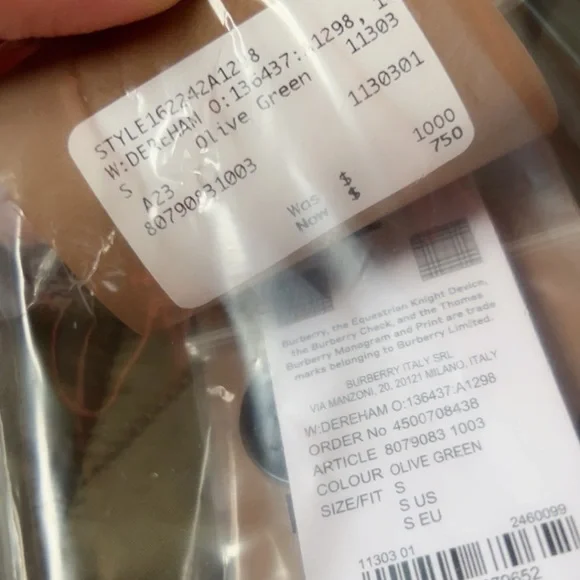 STYLE162242A1298
W:DEREHAM O:136437:A1298, 1
Olive Green 11303
S 1130301
A23
80790831003
1000
750
Was $
Now $
Burberry, the Equestrian Knight Device,
the Burberry Check, and the Thomas
Burberry Monogram and Print are trade
marks belonging to Burberry Limited.
BURBERRY ITALY SRL
VIA MANZONI, 20, 20121 MILANO, ITALY
W:DEREHAM O:136437:A1298
ORDER No 4500708438
ARTICLE 8079083 1003
COLOUR OLIVE GREEN
SIZE/FIT S
S US
S EU
11303 01 2460099